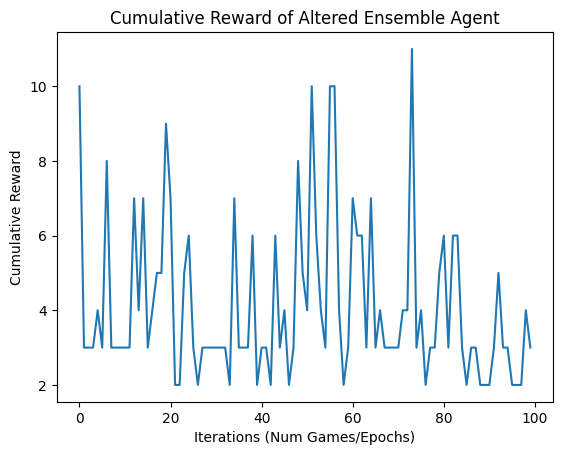 Cumulative Reward of Altered Ensemble Agent
Cumulative Reward
10
8
6
4
2
0 20 40 60 80 100
Iterations (Num Games/Epochs)